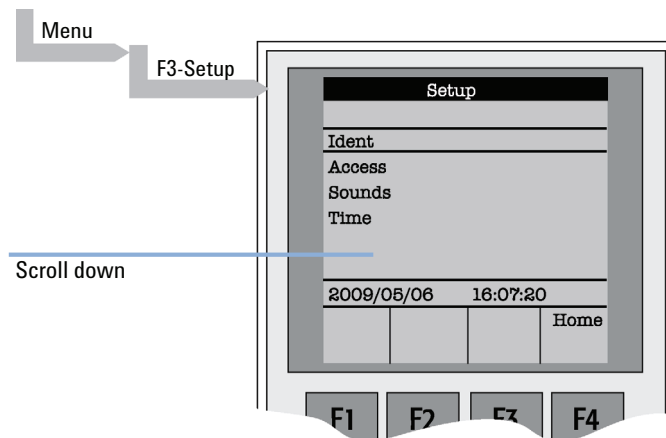 Menu
F3-Setup
Setup
Ident
Access
Sounds
Time
Scroll down
2009/05/06 16:07:20
Home
F1 F2 F3 F4